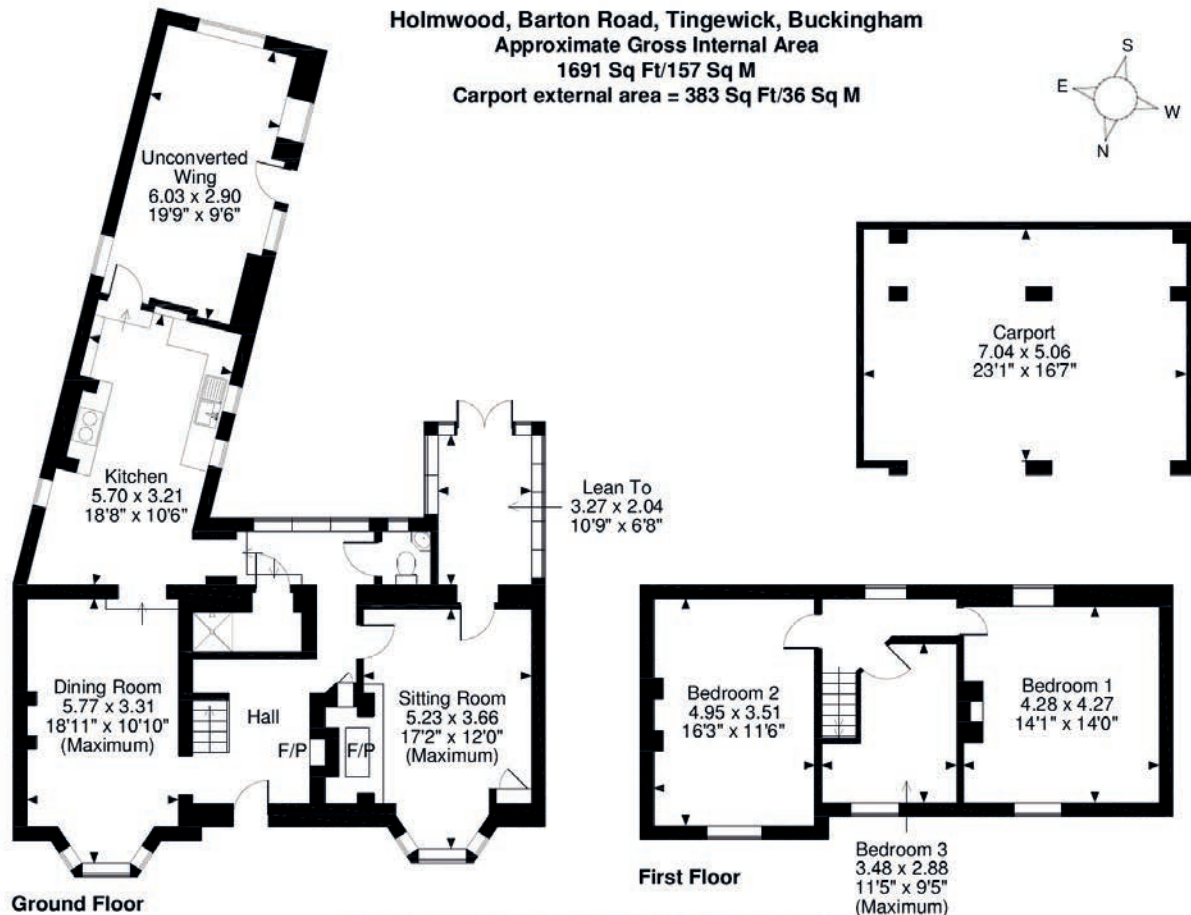 Holmwood, Barton Road, Tingewick, Buckingham
Approximate Gross Internal Area
1691 Sq Ft/157 Sq M
Carport external area = 383 Sq Ft/36 Sq M
S
E
W
N
Unconverted
Wing
6.03 x 2.90
19'9" x 9'6"
Carport
7.04 x 5.06
23'1" x 16'7"
Kitchen
5.70 x 3.21
18'8" x 10'6"
Lean To
3.27 x 2.04
10'9" x 6'8"
Dining Room
5.77 x 3.31
18'11" x 10'10"
(Maximum)
Hall
F/P
F/P
Sitting Room
5.23 x 3.66
17'2" x 12'0"
(Maximum)
Bedroom 2
4.95 x 3.51
16'3" x 11'6"
Bedroom 1
4.28 x 4.27
14'1" x 14'0"
Bedroom 3
3.48 x 2.88
11'5" x 9'5"
(Maximum)
Ground Floor
First Floor